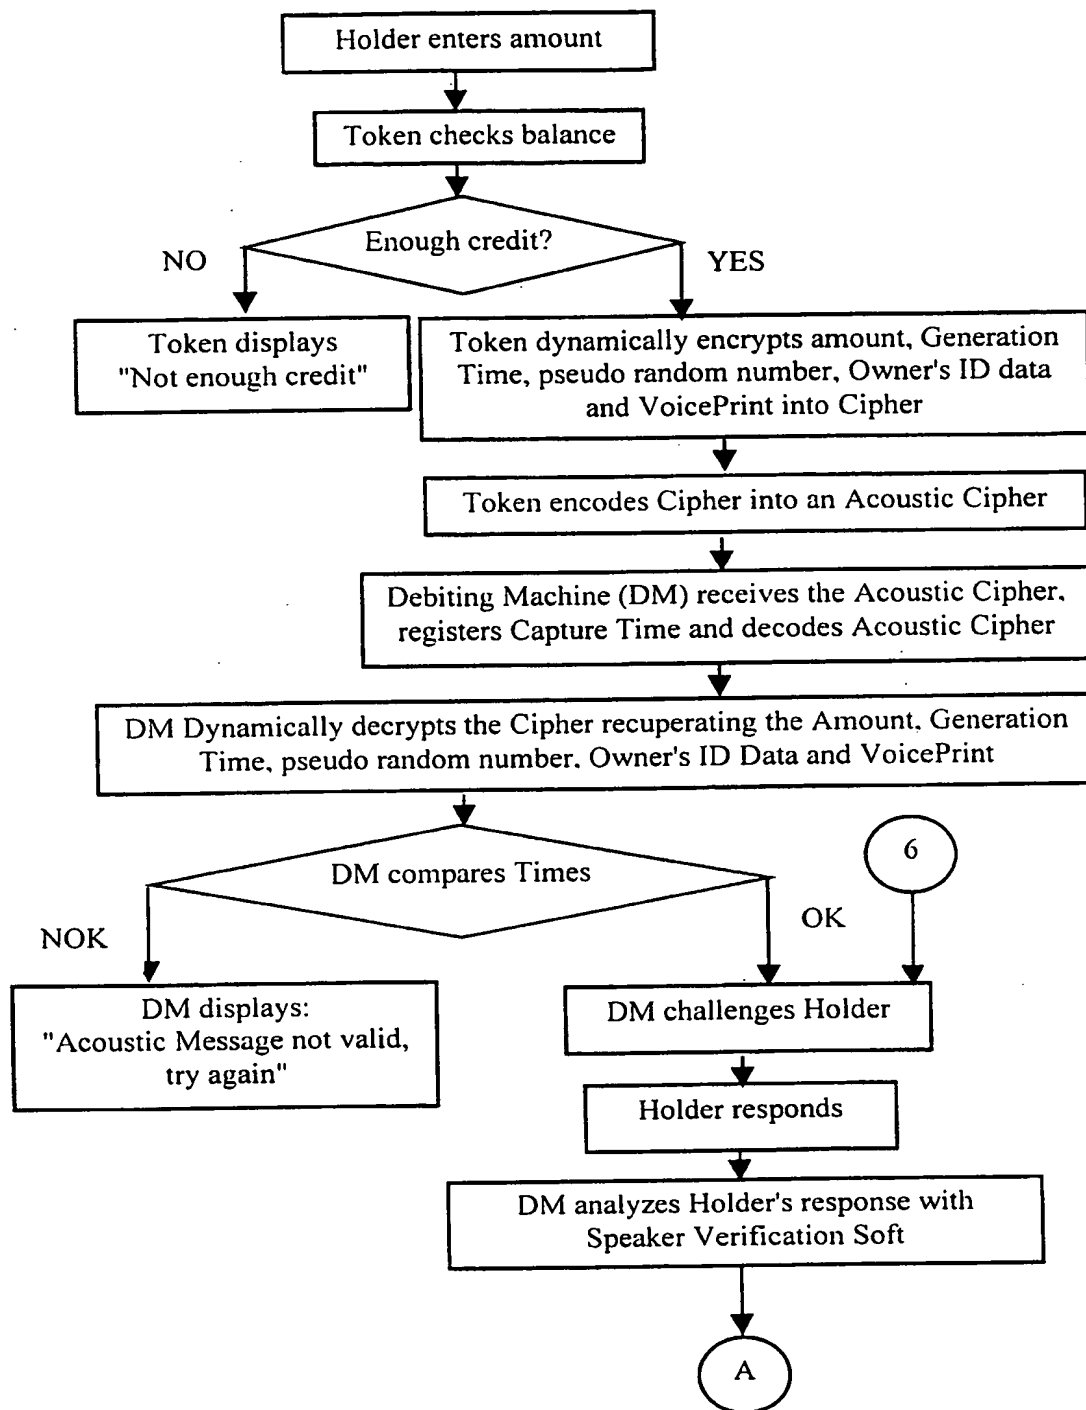 Holder enters amount
Token checks balance
Enough credit?
NO
YES
Token displays
"Not enough credit"
Token dynamically encrypts amount, Generation
Time, pseudo random number, Owner's ID data
and VoicePrint into Cipher
Token encodes Cipher into an Acoustic Cipher
Debiting Machine (DM) receives the Acoustic Cipher,
registers Capture Time and decodes Acoustic Cipher
DM Dynamically decrypts the Cipher recuperating the Amount, Generation
Time, pseudo random number. Owner's ID Data and VoicePrint
DM compares Times
6
NOK
OK
DM displays:
"Acoustic Message not valid,
try again"
DM challenges Holder
Holder responds
DM analyzes Holder's response with
Speaker Verification Soft
A